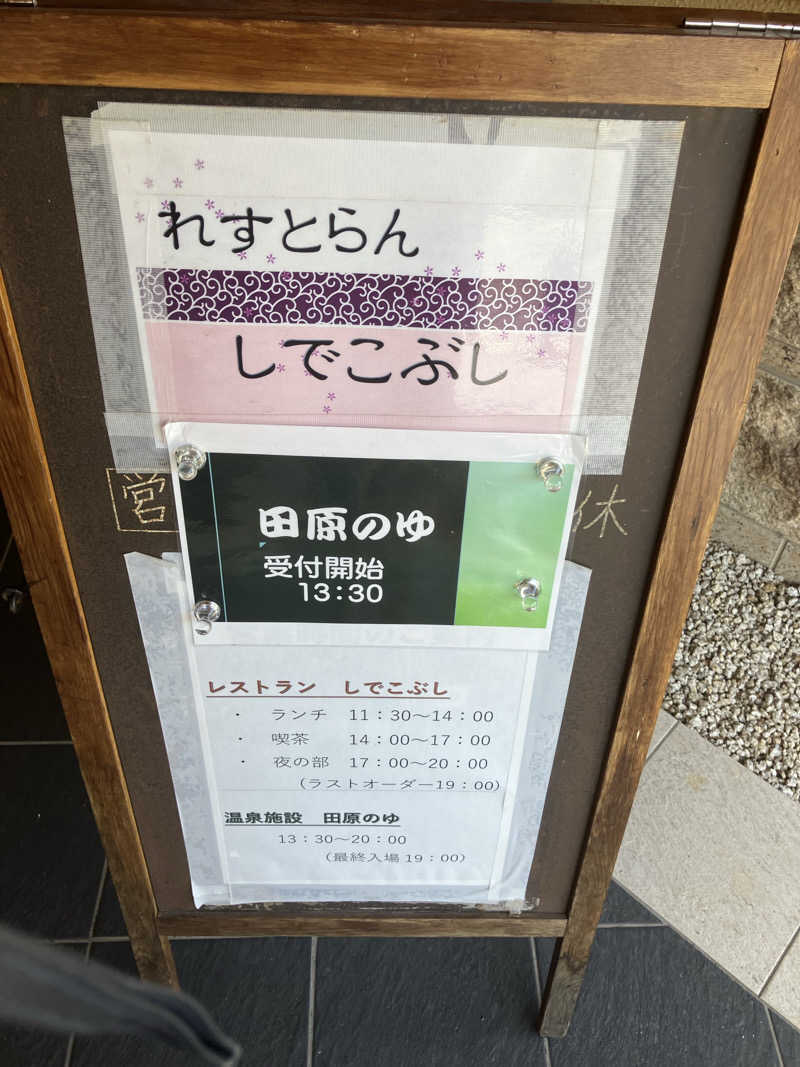 れすとらん
しでこぶし
営
休
田原のゆ
受付開始
13:30
レストラン　しでこぶし
・　ランチ　11：30～14：00
・　喫茶　14：00～17：00
・　夜の部　17：00～20：00
（ラストオーダー19：00）
温泉施設　田原のゆ
13：30～20：00
（最終入場 19：00）